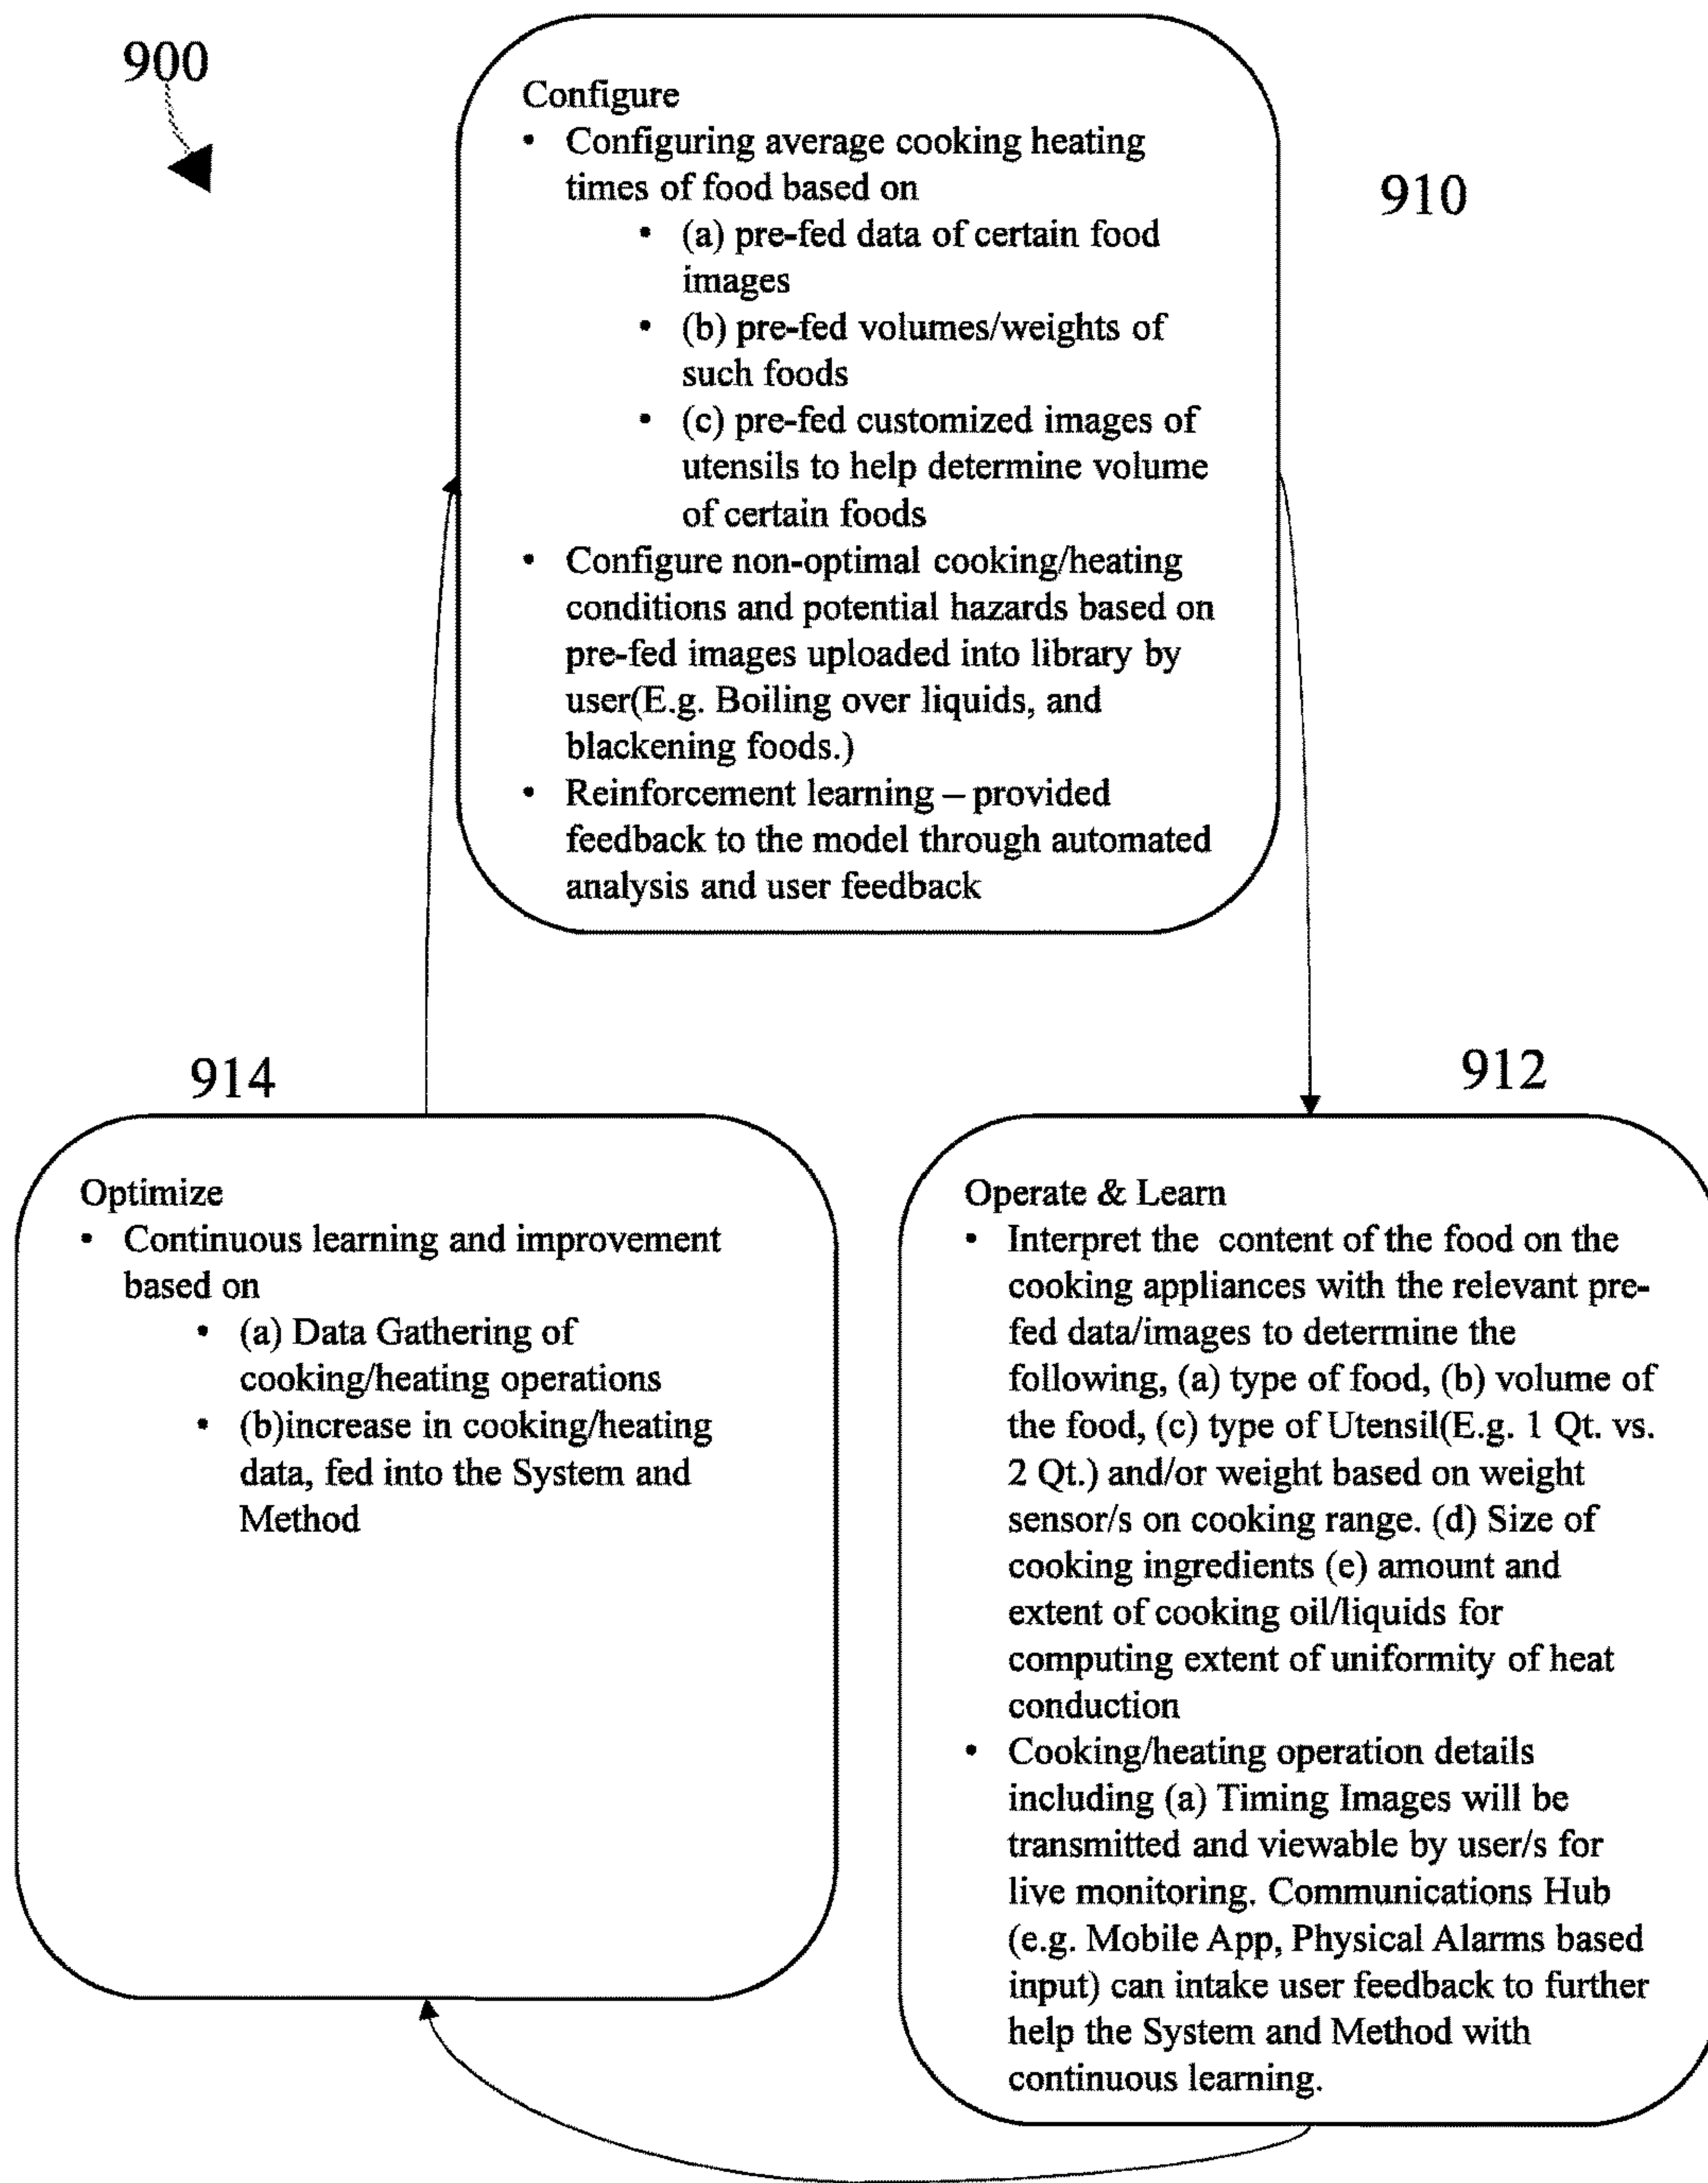 900
Configure
• Configuring average cooking heating
times of food based on
• (a) pre-fed data of certain food
images
• (b) pre-fed volumes/weights of
such foods
• (c) pre-fed customized images of
utensils to help determine volume
of certain foods
• Configure non-optimal cooking/heating
conditions and potential hazards based on
pre-fed images uploaded into library by
user(E.g. Boiling over liquids, and
blackening foods.)
• Reinforcement learning – provided
feedback to the model through automated
analysis and user feedback
910
914
Optimize
• Continuous learning and improvement
based on
• (a) Data Gathering of
cooking/heating operations
• (b)increase in cooking/heating
data, fed into the System and
Method
912
Operate & Learn
• Interpret the content of the food on the
cooking appliances with the relevant pre-
fed data/images to determine the
following, (a) type of food, (b) volume of
the food, (c) type of Utensil(E.g. 1 Qt. vs.
2 Qt.) and/or weight based on weight
sensor/s on cooking range. (d) Size of
cooking ingredients (e) amount and
extent of cooking oil/liquids for
computing extent of uniformity of heat
conduction
• Cooking/heating operation details
including (a) Timing Images will be
transmitted and viewable by user/s for
live monitoring. Communications Hub
(e.g. Mobile App, Physical Alarms based
input) can intake user feedback to further
help the System and Method with
continuous learning.